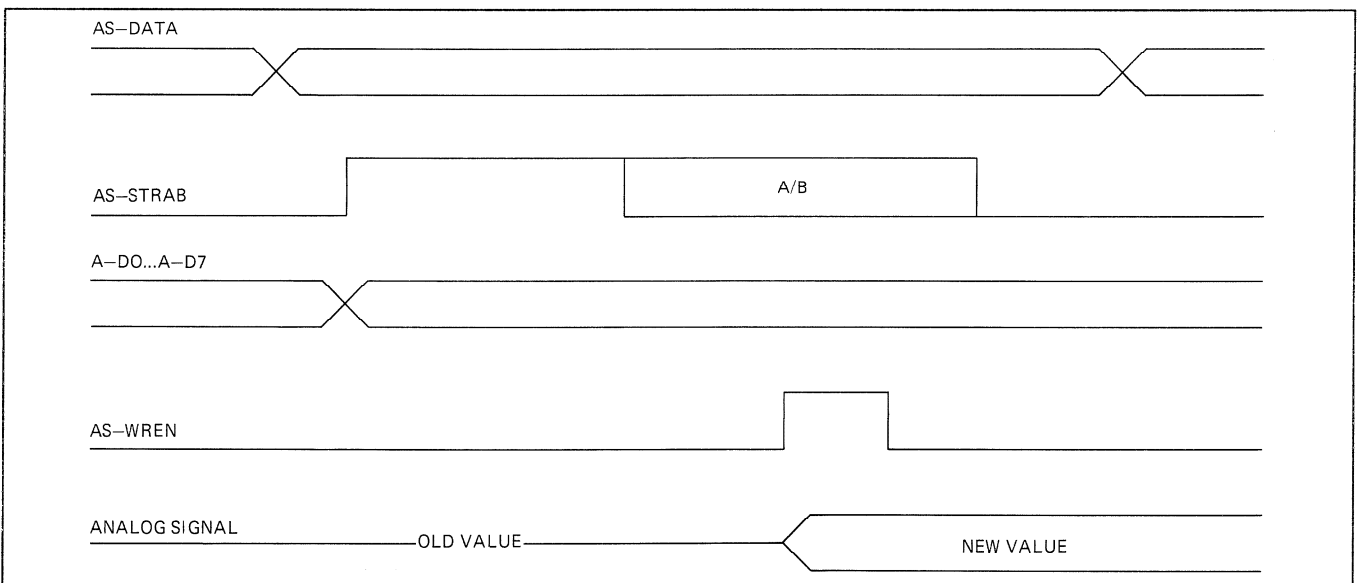 AS–DATA
AS–STRAB
A/B
A–DO...A–D7
AS–WREN
ANALOG SIGNAL
OLD VALUE
NEW VALUE